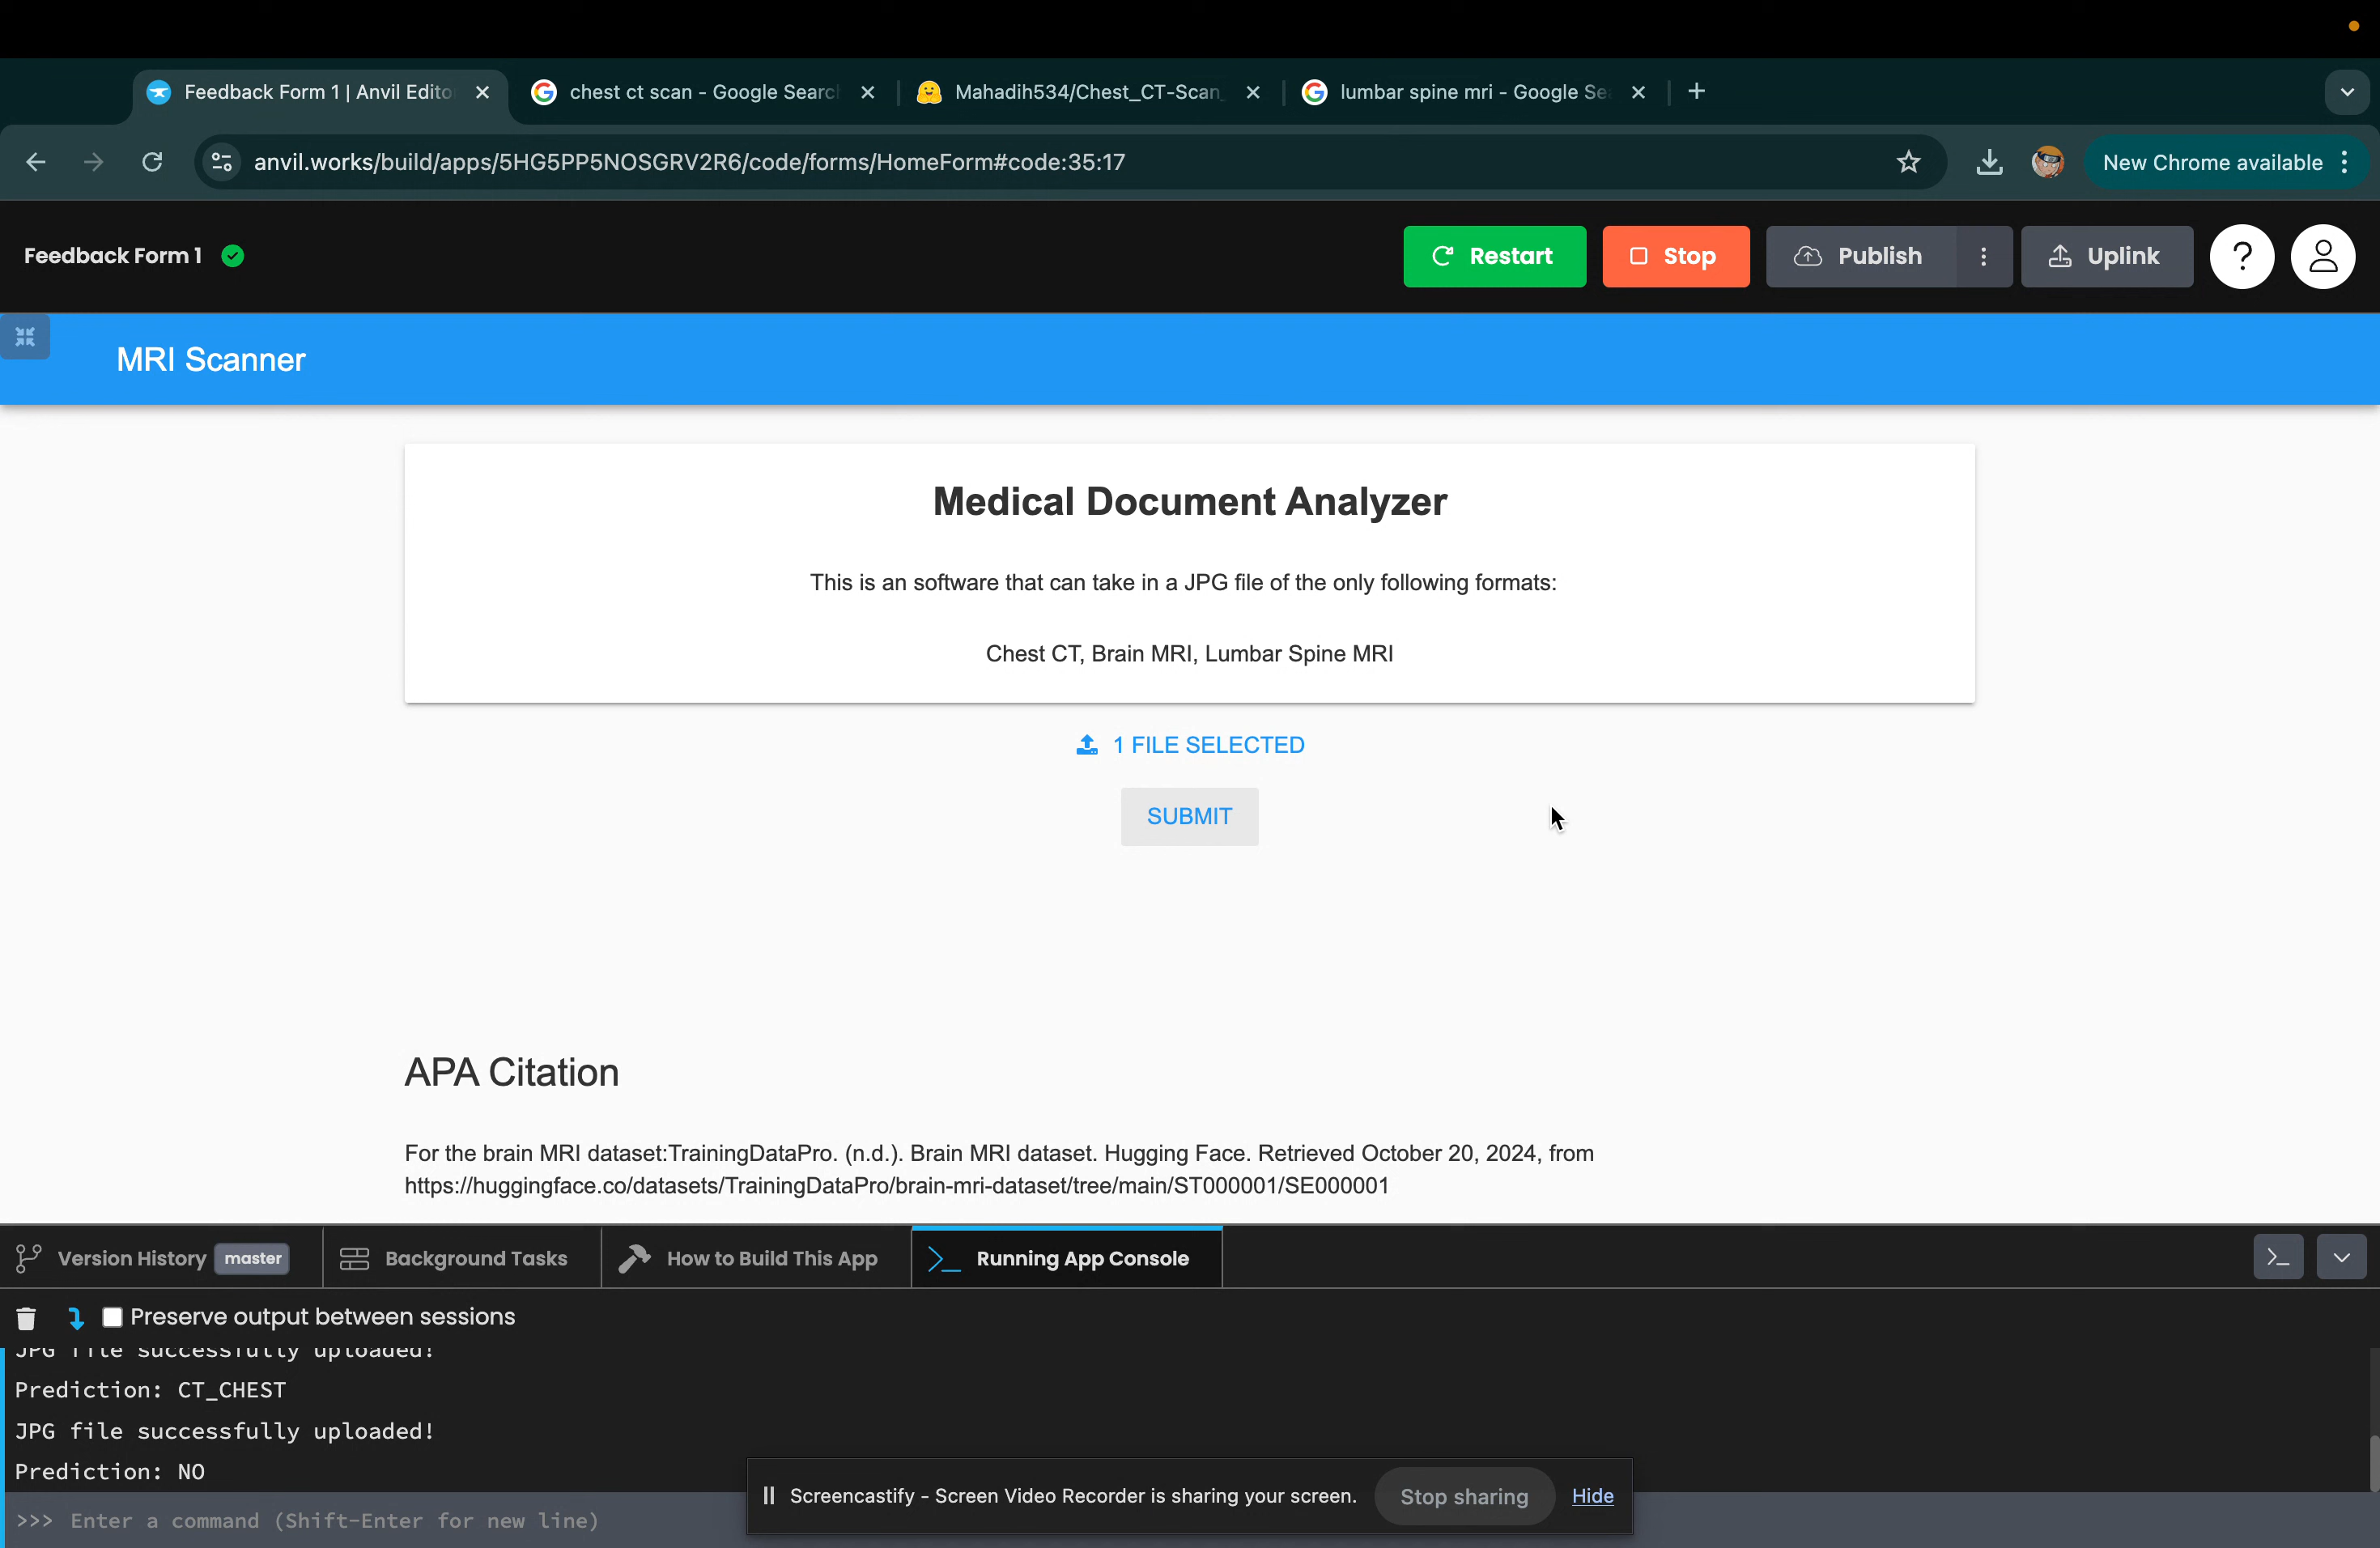 Feedback Form 1 | Anvil Edito
chest ct scan - Google Search
Mahadih534/Chest_CT-Scan_
lumbar spine mri - Google Se
anvil.works/build/apps/5HG5PP5NOSGRV2R6/code/forms/HomeForm#code:35:17
New Chrome available
Feedback Form 1
Restart
Stop
Publish
Uplink
?
MRI Scanner
Medical Document Analyzer
This is an software that can take in a JPG file of the only following formats:
Chest CT, Brain MRI, Lumbar Spine MRI
1 FILE SELECTED
SUBMIT
APA Citation
For the brain MRI dataset:TrainingDataPro. (n.d.). Brain MRI dataset. Hugging Face. Retrieved October 20, 2024, from
https://huggingface.co/datasets/TrainingDataPro/brain-mri-dataset/tree/main/ST000001/SE000001
Version History master
Background Tasks
How to Build This App
Running App Console
Preserve output between sessions
JPG file successfully uploaded!
Prediction: CT_CHEST
JPG file successfully uploaded!
Prediction: NO
>>> Enter a command (Shift-Enter for new line)
Screencastify - Screen Video Recorder is sharing your screen.
Stop sharing
Hide